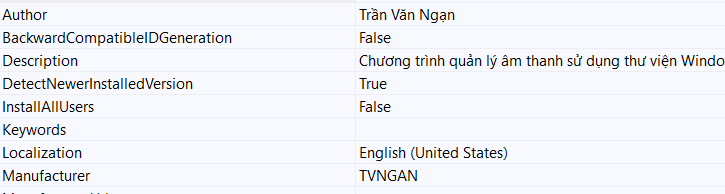 Author Trần Văn Ngạn
BackwardCompatibleIDGeneration False
Description Chương trình quản lý âm thanh sử dụng thư viện Windo
DetectNewerInstalledVersion True
InstallAllUsers False
Keywords
Localization English (United States)
Manufacturer TVNGAN